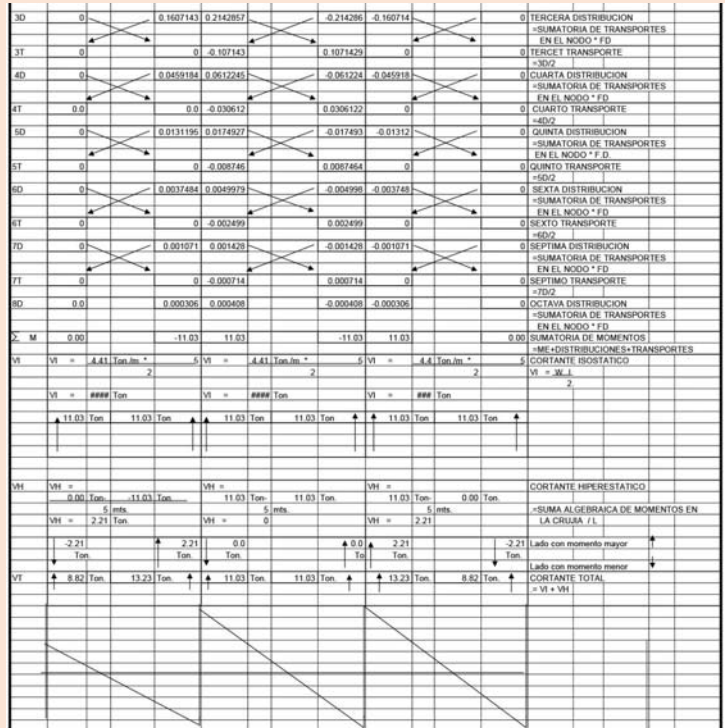 3D 0 0.1607143 0.2142857 -0.214286 -0.160714 0 TERCERA DISTRIBUCION
=SUMATORIA DE TRANSPORTES
EN EL NODO * FD
3T 0 0 -0.107143 0.1071429 0 0 TERCET TRANSPORTE
=3D/2
4D 0 0.0459184 0.0612245 -0.061224 -0.045918 0 CUARTA DISTRIBUCION
=SUMATORIA DE TRANSPORTES
EN EL NODO * FD
4T 0.0 0.0 -0.030612 0.0306122 0 0 CUARTO TRANSPORTE
=4D/2
5D 0 0.0131195 0.0174927 -0.017493 -0.01312 0 QUINTA DISTRIBUCION
=SUMATORIA DE TRANSPORTES
EN EL NODO * F.D.
5T 0 0 -0.008746 0.0087464 0 0 QUINTO TRANSPORTE
=5D/2
6D 0 0.0037484 0.0049979 -0.004998 -0.003748 0 SEXTA DISTRIBUCION
=SUMATORIA DE TRANSPORTES
EN EL NODO * FD
6T 0 0 -0.002499 0.002499 0 0 SEXTO TRANSPORTE
=6D/2
7D 0 0.001071 0.001428 -0.001428 -0.001071 0 SEPTIMA DISTRIBUCION
=SUMATORIA DE TRANSPORTES
EN EL NODO * FD
7T 0 0 -0.000714 0.000714 0 0 SEPTIMO TRANSPORTE
=7D/2
8D 0.0 0.000306 0.000408 -0.000408 -0.000306 0 OCTAVA DISTRIBUCION
=SUMATORIA DE TRANSPORTES
EN EL NODO * FD
Σ M 0.00 -11.03 11.03 -11.03 11.03 0.00 SUMATORIA DE MOMENTOS
=ME+DISTRIBUCIONES+TRANSPORTES
VI VI = 4.41 Ton./m * 5 VI = 4.41 Ton./m * 5 VI = 4.4 Ton./m * 5 CORTANTE ISOSTATICO
2 2 2 VI = W L
2
VI = #### Ton VI = #### Ton VI = ### Ton
11.03 Ton 11.03 Ton 11.03 Ton 11.03 Ton 11.03 Ton 11.03 Ton
VH VH = VH = VH = CORTANTE HIPERESTATICO
0.00 Ton- -11.03 Ton. 11.03 Ton- 11.03 Ton. 11.03 Ton- 0.00 Ton.
5 mts. 5 mts. 5 mts. =SUMA ALGEBRAICA DE MOMENTOS EN
VH = 2.21 Ton. VH = 0 VH = 2.21 LA CRUJIA / L
-2.21 2.21 0.0 0.0 2.21 -2.21 Lado con momento mayor
Ton. Ton. Ton. To Ton. Ton.
Lado con momento menor
VT 8.82 Ton. 13.23 Ton. 11.03 Ton. 11.03 Ton. 13.23 Ton. 8.82 Ton. CORTANTE TOTAL
= VI + VH